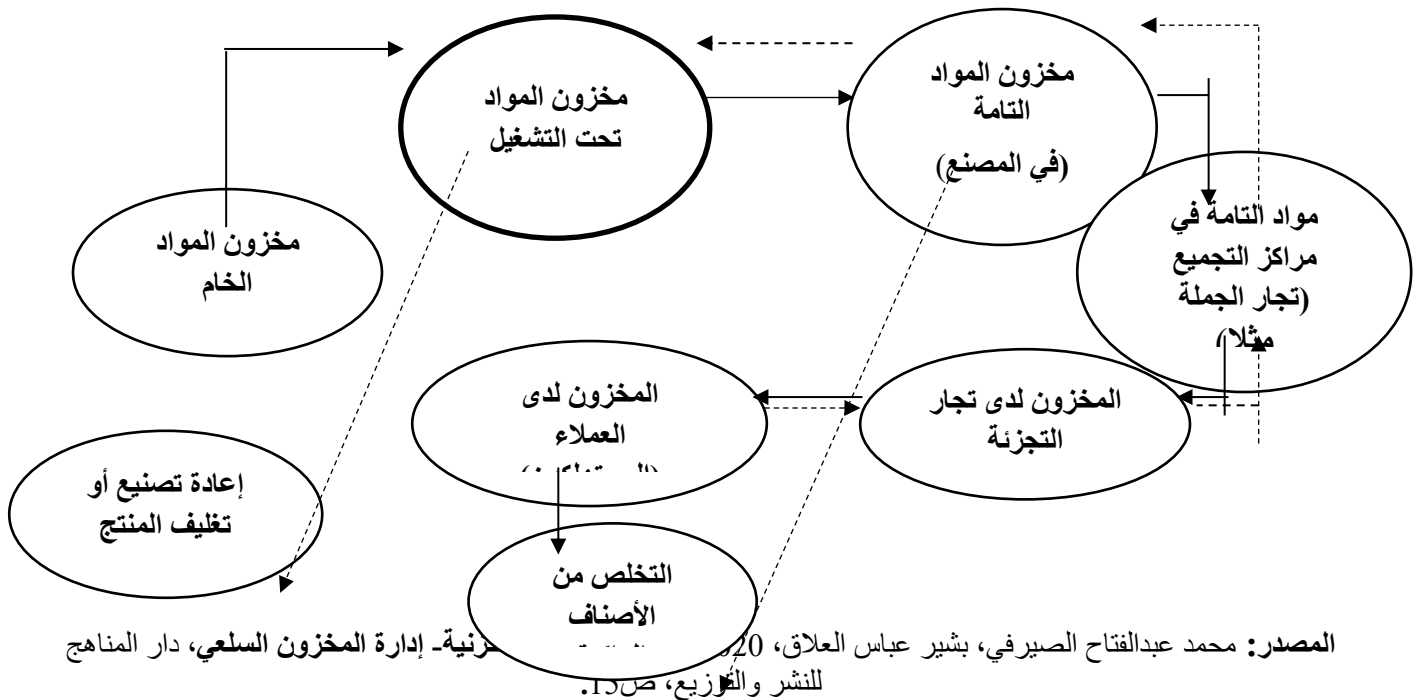 مخزون المواد
تحت التشغيل
مخزون المواد
التامة
(في المصنع)
مخزون المواد
الخام
مواد التامة في
مراكز التجميع
(تجار الجملة
مثلا)
المخزون لدى
العملاء
المخزون لدى تجار
التجزئة
إعادة تصنيع أو
تغليف المنتج
التخلص من
الأصناف
المصدر: محمد عبدالفتاح الصيرفي، بشير عباس العلاق، إدارة المخزون السلعي، دار المناهج
للنشر والتوزيع، ص15.